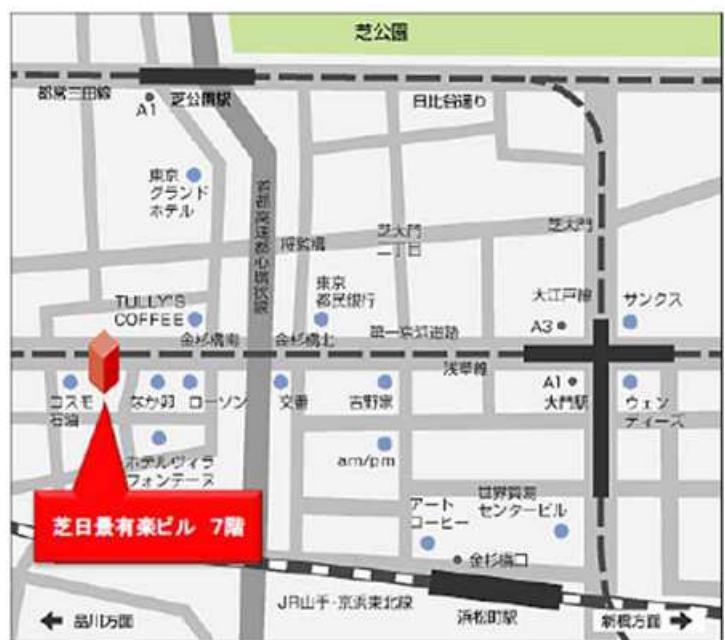 芝公園
都営三田線
芝公園駅
A1
日比谷通り
東京
グランド
ホテル
首都高速都心環状線
将監橋
芝大門
二丁目
芝大門
TULLY'S
COFFEE
東京
都民銀行
大江戸線
サンクス
A3
金杉橋南
金杉橋北
第一京浜道路
浅草線
A1
大門駅
コスモ
石油
なか卯
ローソン
交番
吉野家
ウェン
ディーズ
ホテルヴィラ
フォンテーヌ
am/pm
芝日景有楽ビル 7階
アート
コーヒー
世界貿易
センタービル
金杉橋口
JR山手・京浜東北線
浜松町駅
← 品川方面
新橋方面 →